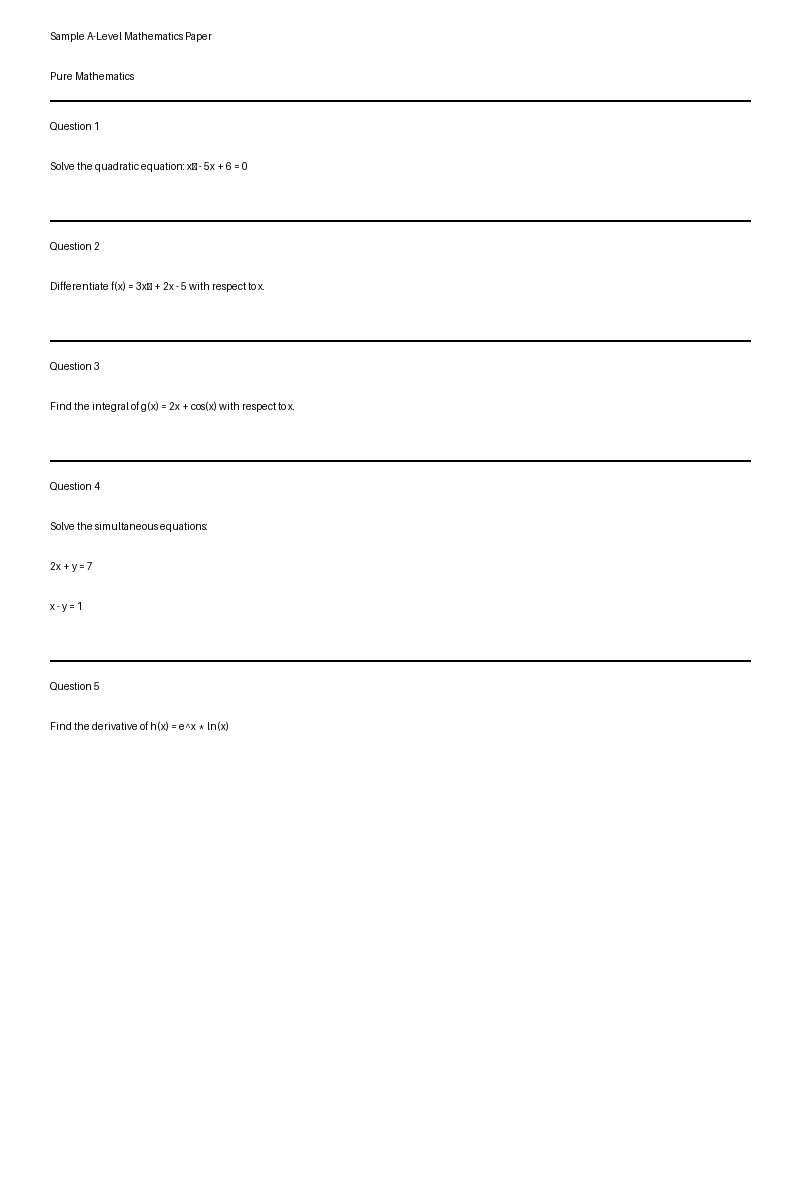 Sample A-Level Mathematics Paper
Pure Mathematics
Question 1
Solve the quadratic equation: x▯ - 5x + 6 = 0
Question 2
Differentiate f(x) = 3x▯ + 2x - 5 with respect to x.
Question 3
Find the integral of g(x) = 2x + cos(x) with respect to x.
Question 4
Solve the simultaneous equations:
2x + y = 7
x - y = 1
Question 5
Find the derivative of h(x) = e^x * ln(x)